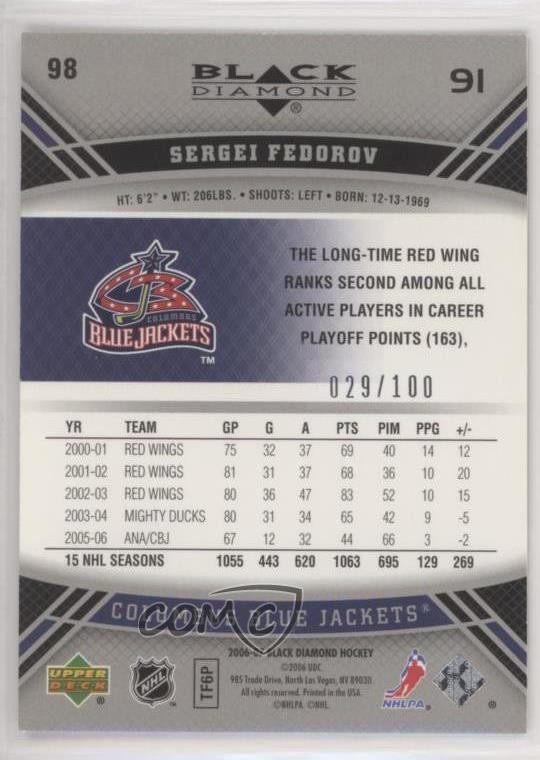 98
BLACK
DIAMOND
®
91
SERGEI FEDOROV
HT: 6'2" • WT: 206LBS. • SHOOTS: LEFT • BORN: 12-13-1969
COLUMBUS
BLUE JACKETS
TM
THE LONG-TIME RED WING
RANKS SECOND AMONG ALL
ACTIVE PLAYERS IN CAREER
PLAYOFF POINTS (163),
029/100
YR TEAM GP G A PTS PIM PPG +/-
2000-01 RED WINGS 75 32 37 69 40 14 12
2001-02 RED WINGS 81 31 37 68 36 10 20
2002-03 RED WINGS 80 36 47 83 52 10 15
2003-04 MIGHTY DUCKS 80 31 34 65 42 9 -5
2005-06 ANA/CBJ 67 12 32 44 66 3 -2
15 NHL SEASONS 1055 443 620 1063 695 129 269
COLUMBUS BLUE JACKETS®
COMC
2006-07 BLACK DIAMOND HOCKEY
©2006 UDC.
985 Trade Drive, North Las Vegas, NV 89030.
All rights reserved. Printed in the USA.
©NHLPA. ©NHL.
UPPER
DECK
®
NHL
TM
TF6P
NHLPA
®